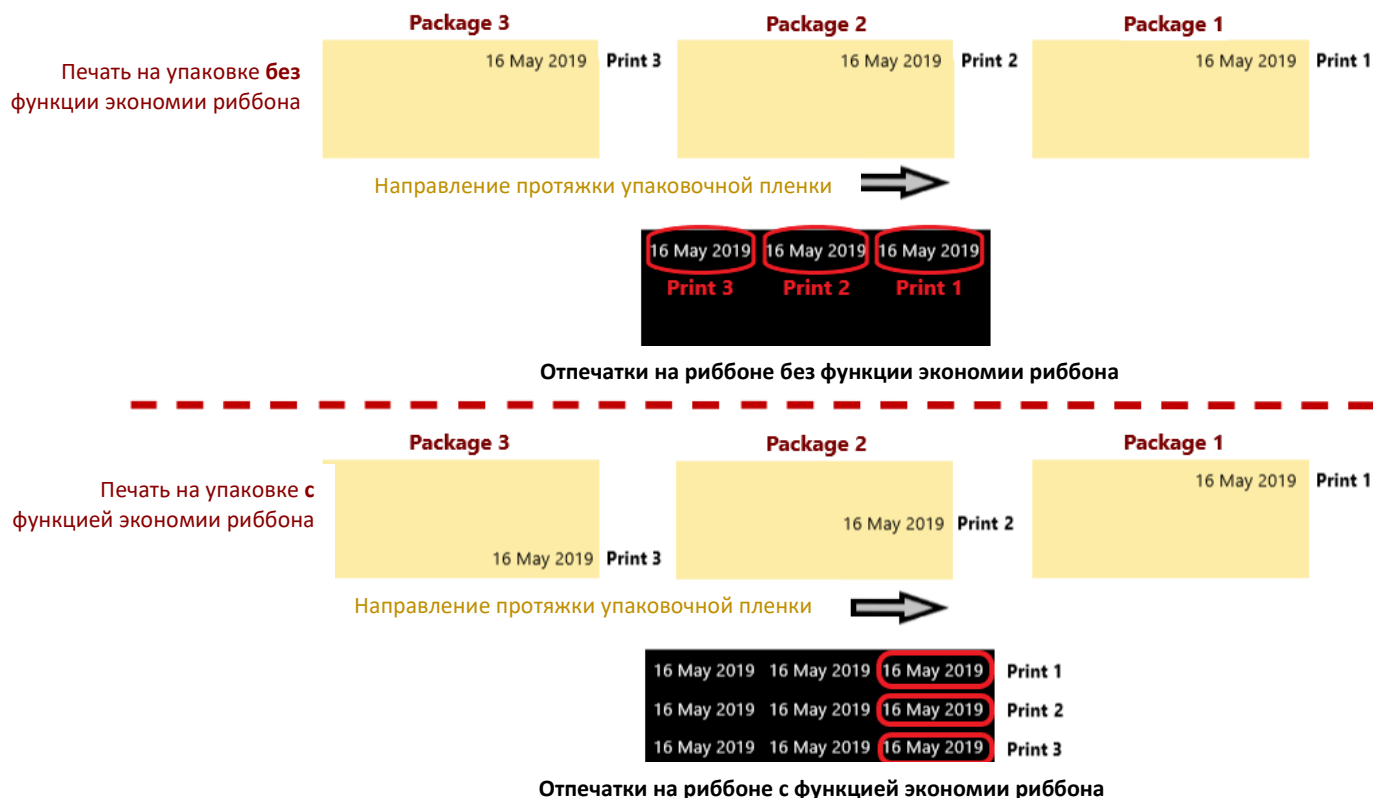 Package 3 Package 2 Package 1
16 May 2019 Print 3 16 May 2019 Print 2 16 May 2019 Print 1
Печать на упаковке без
функции экономии риббона
Направление протяжки упаковочной пленки
16 May 2019 16 May 2019 16 May 2019
Print 3 Print 2 Print 1
Отпечатки на риббоне без функции экономии риббона
Package 3 Package 2 Package 1
16 May 2019 Print 1
Печать на упаковке с
функцией экономии риббона
16 May 2019 Print 2
16 May 2019 Print 3
Направление протяжки упаковочной пленки
16 May 2019 16 May 2019 16 May 2019 Print 1
16 May 2019 16 May 2019 16 May 2019 Print 2
16 May 2019 16 May 2019 16 May 2019 Print 3
Отпечатки на риббоне с функцией экономии риббона